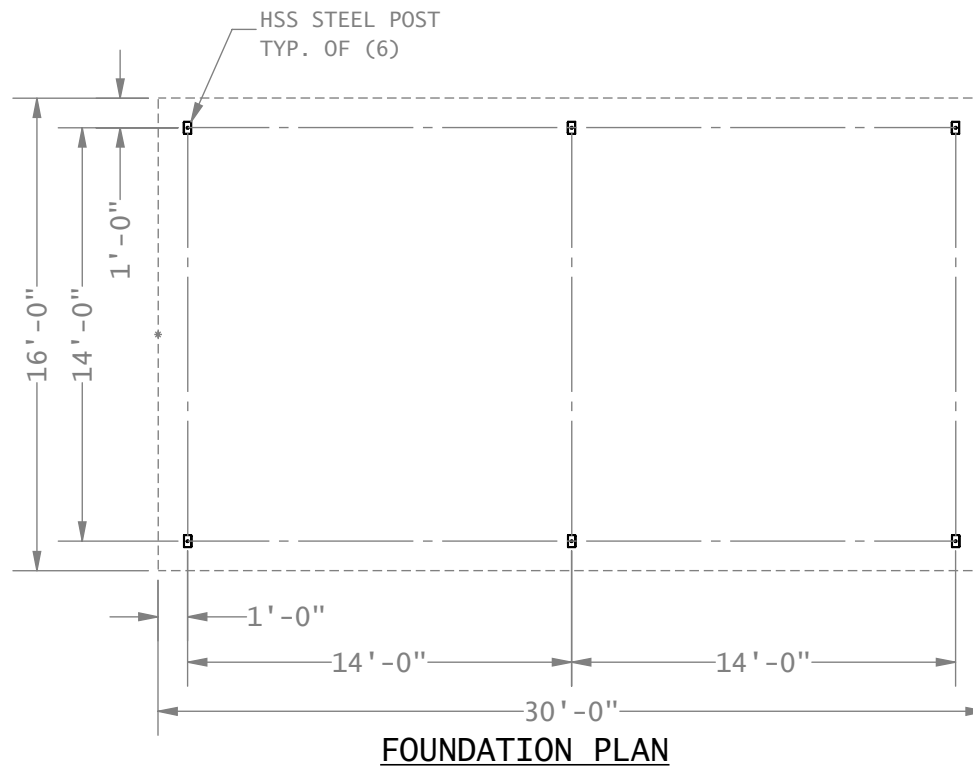 HSS STEEL POST
TYP. OF (6)
1'-0"
16'-0"
14'-0"
1'-0"
14'-0"
14'-0"
30'-0"
FOUNDATION PLAN